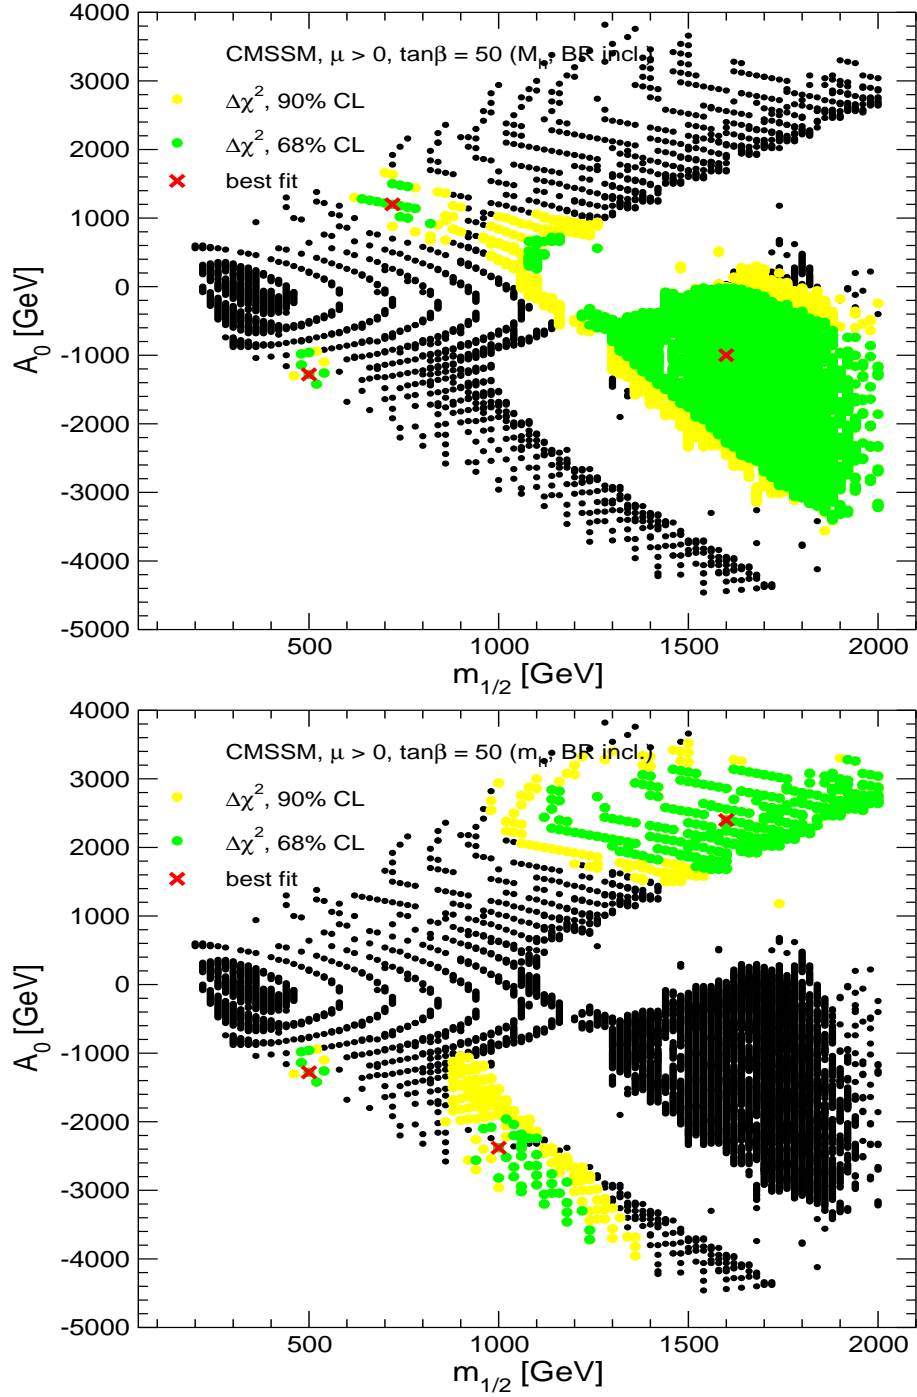 4000
3000
2000
1000
0
-1000
-2000
-3000
-4000
-5000
A₀ [GeV]
CMSSM, μ > 0, tanβ = 50 (Mₕ, BR incl.)
Δχ², 90% CL
Δχ², 68% CL
best fit
500 1000 1500 2000
m₁/₂ [GeV]
4000
3000
2000
1000
0
-1000
-2000
-3000
-4000
-5000
A₀ [GeV]
CMSSM, μ > 0, tanβ = 50 (mₕ, BR incl.)
Δχ², 90% CL
Δχ², 68% CL
best fit
500 1000 1500 2000
m₁/₂ [GeV]